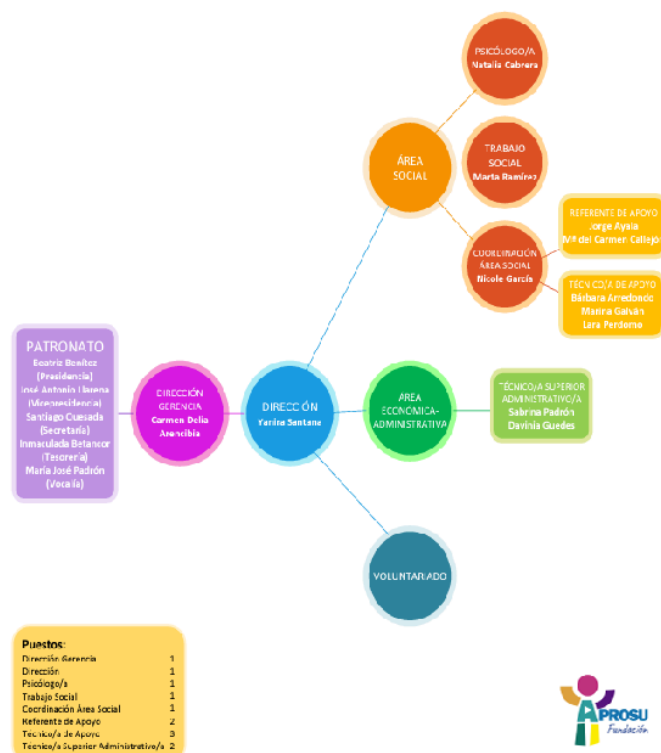 PSICÓLOGO/A
Natalia Cabrera
ÁREA
SOCIAL
TRABAJO
SOCIAL
Marta Ramírez
COORDINACIÓN
ÁREA SOCIAL
Nicole García
REFERENTE DE APOYO
Jorge Ayala
Mª del Carmen Callejón
TÉCNICO/A DE APOYO
Bárbara Arredondo
Marina Galván
Lara Perdomo
PATRONATO
Beatriz Benítez
(Presidencia)
José Antonio Llarena
(Vicepresidencia)
Santiago Quesada
(Secretaría)
Inmaculada Betancor
(Tesorería)
María José Padrón
(Vocalía)
DIRECCIÓN
GERENCIA
Carmen Delia
Arencibia
DIRECCIÓN
Yanira Santana
ÁREA
ECONÓMICA-
ADMINISTRATIVA
TÉCNICO/A SUPERIOR
ADMINISTRATIVO/A
Sabrina Padrón
Davinia Guedes
VOLUNTARIADO
Puestos:
Dirección Gerencia 1
Dirección 1
Psicólogo/a 1
Trabajo Social 1
Coordinación Área Social 1
Referente de Apoyo 2
Técnico/a de Apoyo 3
Técnico/a Superior Administrativo/a 2
APROSU
Fundación